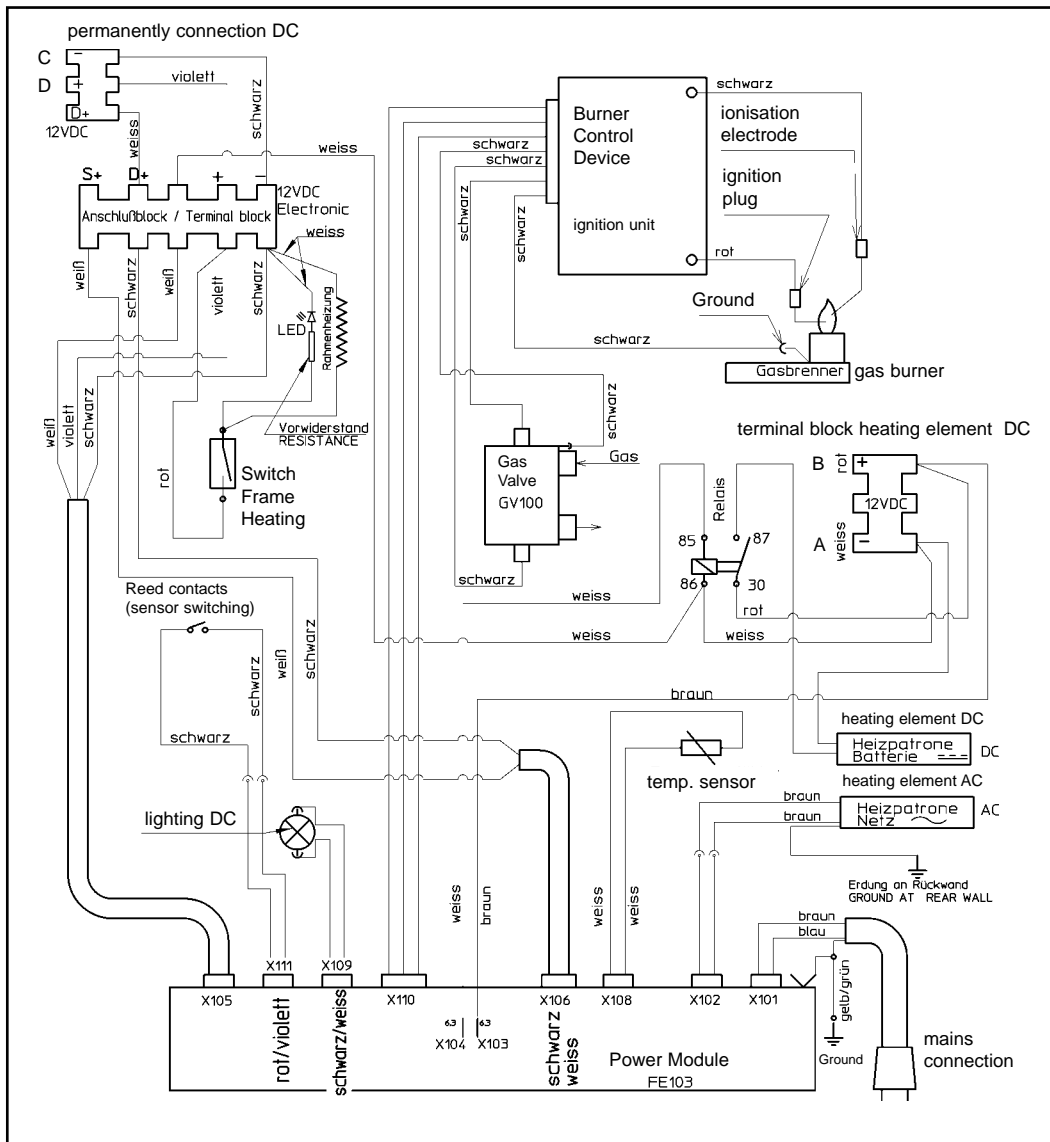 permanently connection DC
C
−
D
+
D+
12VDC
violett
schwarz
weiss
weiss
S+
D+
+
−
12VDC
Electronic
Anschlußblock / Terminal block
weiss
weiß
schwarz
weiß
violett
schwarz
LED
Rahmenheizung
Vorwiderstand
RESISTANCE
weiß
violett
schwarz
rot
Switch
Frame
Heating
Burner
Control
Device
ignition unit
schwarz
ionisation
electrode
ignition
plug
rot
Ground
schwarz
schwarz
schwarz
schwarz
schwarz
schwarz
Gasbrenner
gas burner
schwarz
Gas
Valve
GV100
Gas
schwarz
terminal block heating element DC
B
rot
+
12VDC
A
weiss
−
Relais
85
87
86
30
weiss
rot
weiss
weiss
Reed contacts
(sensor switching)
schwarz
weiß
schwarz
schwarz
braun
temp. sensor
heating element DC
Heizpatrone
Batterie
DC
heating element AC
Heizpatrone
Netz
AC
braun
braun
Erdung an Rückwand
GROUND AT REAR WALL
lighting DC
weiss
braun
weiss
weiss
braun
blau
gelb/grün
Ground
mains
connection
X105
X111
X109
X110
X106
X108
X102
X101
rot/violett
schwarz/weiss
6.3
6.3
X104
X103
schwarz
weiss
Power Module
FE103